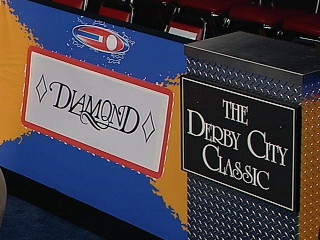 DIAMOND
THE
DERBY CITY
CLASSIC